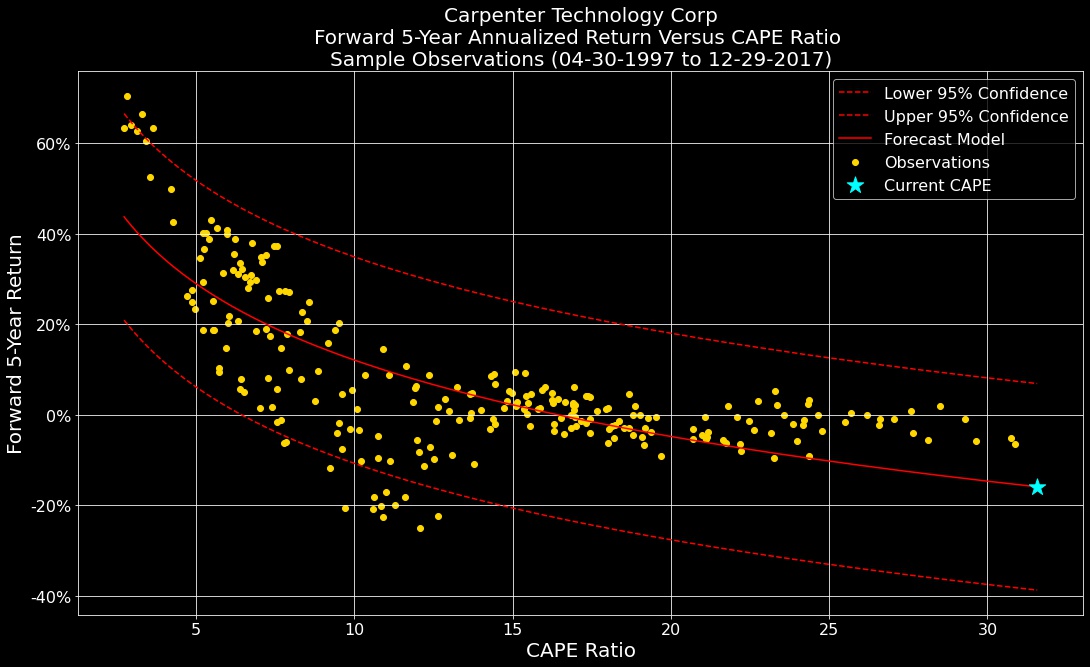 Carpenter Technology Corp
Forward 5-Year Annualized Return Versus CAPE Ratio
Sample Observations (04-30-1997 to 12-29-2017)
Lower 95% Confidence
Upper 95% Confidence
Forecast Model
Observations
Current CAPE
Forward 5-Year Return
60%
40%
20%
0%
-20%
-40%
5
10
15
20
25
30
CAPE Ratio